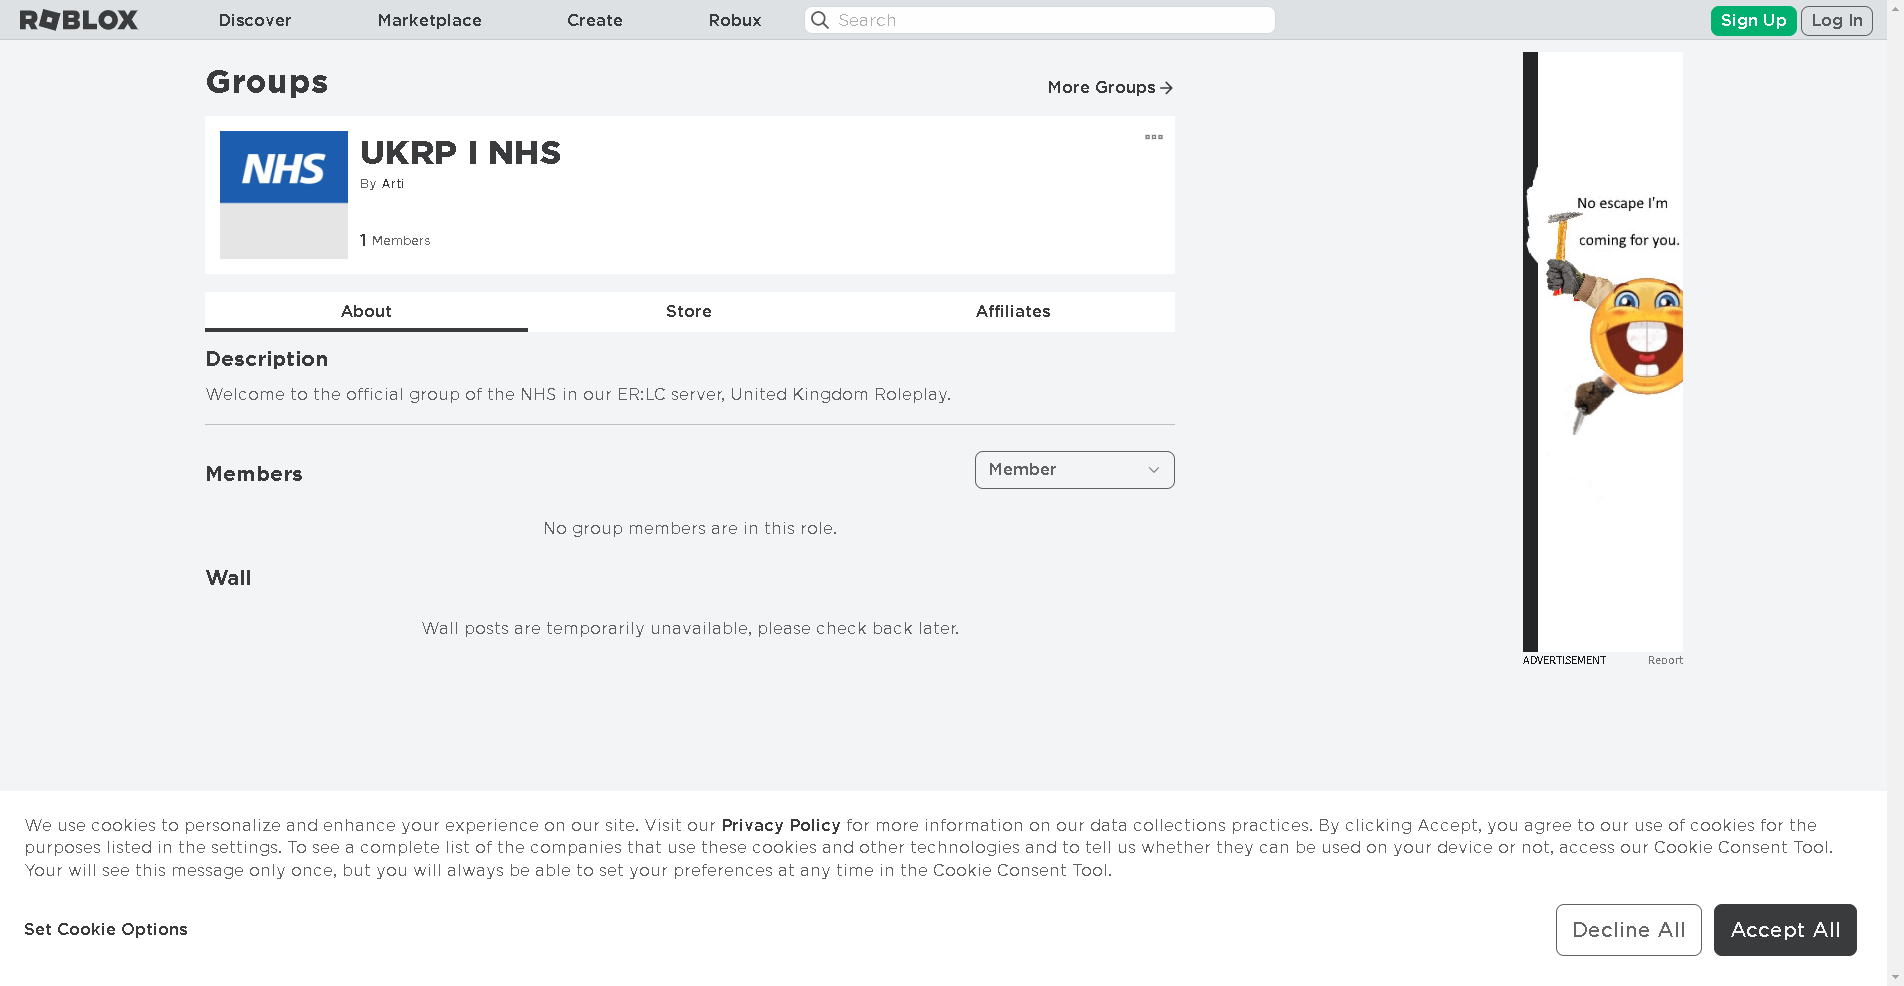 ROBLOX
Discover
Marketplace
Create
Robux
Search
Sign Up
Log In
Groups
More Groups
NHS
UKRP I NHS
By Arti
1 Members
About
Store
Affiliates
Description
Welcome to the official group of the NHS in our ER:LC server, United Kingdom Roleplay.
Members
Member
No group members are in this role.
Wall
Wall posts are temporarily unavailable, please check back later.
No escape I'm
coming for you.
ADVERTISEMENT
Report
We use cookies to personalize and enhance your experience on our site. Visit our Privacy Policy for more information on our data collections practices. By clicking Accept, you agree to our use of cookies for the
purposes listed in the settings. To see a complete list of the companies that use these cookies and other technologies and to tell us whether they can be used on your device or not, access our Cookie Consent Tool.
Your will see this message only once, but you will always be able to set your preferences at any time in the Cookie Consent Tool.
Set Cookie Options
Decline All
Accept All